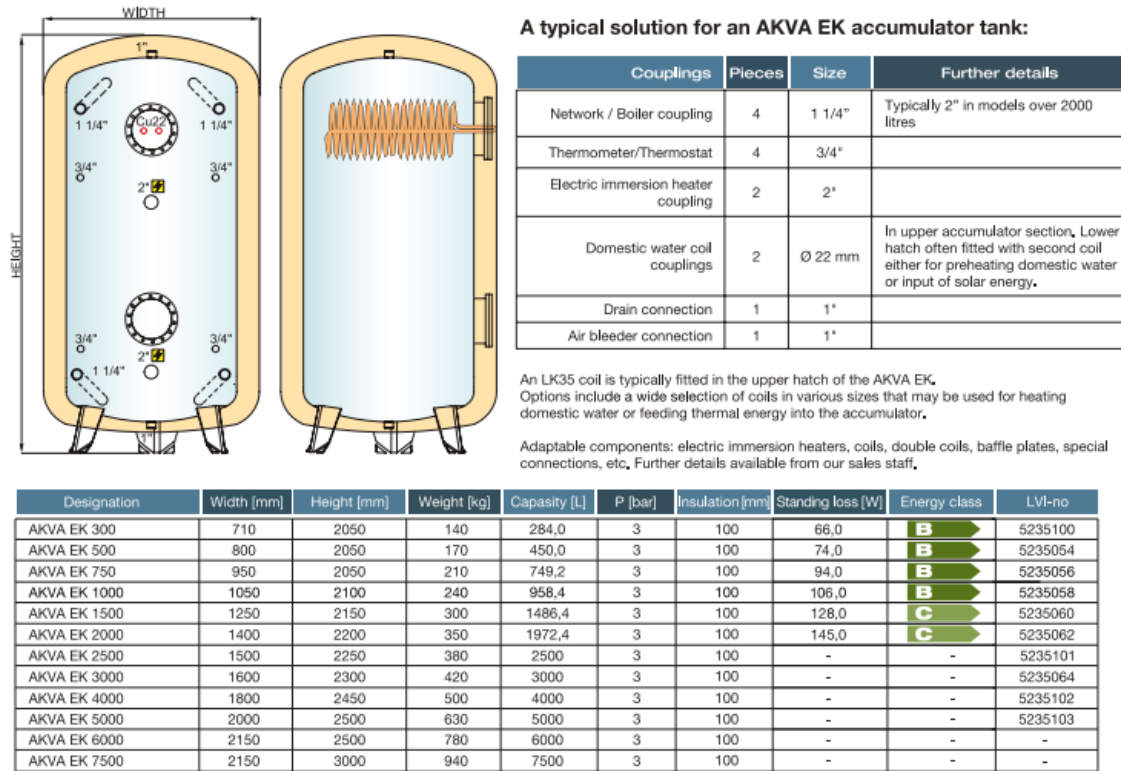 WIDTH
HEIGHT
1"
Cu22
1 1/4"
1 1/4"
3/4"
3/4"
2"
3/4"
3/4"
2"
1 1/4"
1"
A typical solution for an AKVA EK accumulator tank:
Couplings Pieces Size Further details
Network / Boiler coupling 4 1 1/4" Typically 2" in models over 2000
litres
Thermometer/Thermostat 4 3/4"
Electric immersion heater
coupling 2 2"
Domestic water coil
couplings 2 Ø 22 mm In upper accumulator section. Lower
hatch often fitted with second coil
either for preheating domestic water
or input of solar energy.
Drain connection 1 1"
Air bleeder connection 1 1"
An LK35 coil is typically fitted in the upper hatch of the AKVA EK.
Options include a wide selection of coils in various sizes that may be used for heating
domestic water or feeding thermal energy into the accumulator.
Adaptable components: electric immersion heaters, coils, double coils, baffle plates, special
connections, etc. Further details available from our sales staff.
Designation Width [mm] Height [mm] Weight [kg] Capasity [L] P [bar] Insulation [mm] Standing loss [W] Energy class LVI-no
AKVA EK 300 710 2050 140 284,0 3 100 66,0 B 5235100
AKVA EK 500 800 2050 170 450,0 3 100 74,0 B 5235054
AKVA EK 750 950 2050 210 749,2 3 100 94,0 B 5235056
AKVA EK 1000 1050 2100 240 958,4 3 100 106,0 B 5235058
AKVA EK 1500 1250 2150 300 1486,4 3 100 128,0 C 5235060
AKVA EK 2000 1400 2200 350 1972,4 3 100 145,0 C 5235062
AKVA EK 2500 1500 2250 380 2500 3 100 - - 5235101
AKVA EK 3000 1600 2300 420 3000 3 100 - - 5235064
AKVA EK 4000 1800 2450 500 4000 3 100 - - 5235102
AKVA EK 5000 2000 2500 630 5000 3 100 - - 5235103
AKVA EK 6000 2150 2500 780 6000 3 100 - - -
AKVA EK 7500 2150 3000 940 7500 3 100 - - -